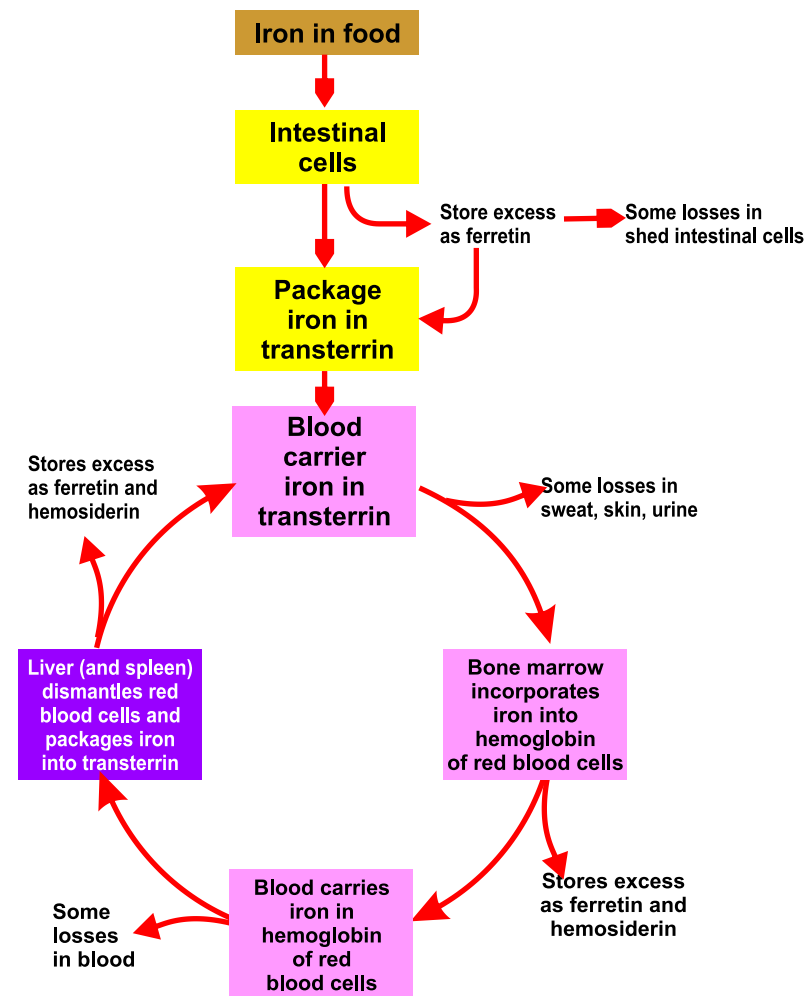 Iron in food
Intestinal
cells
Store excess
as ferretin
Some losses in
shed intestinal cells
Package
iron in
transterrin
Blood
carrier
iron in
transterrin
Stores excess
as ferretin and
hemosiderin
Some losses in
sweat, skin, urine
Liver (and spleen)
dismantles red
blood cells and
packages iron
into transterrin
Bone marrow
incorporates
iron into
hemoglobin
of red blood cells
Stores excess
as ferretin and
hemosiderin
Blood carries
iron in
hemoglobin
of red
blood cells
Some
losses
in blood